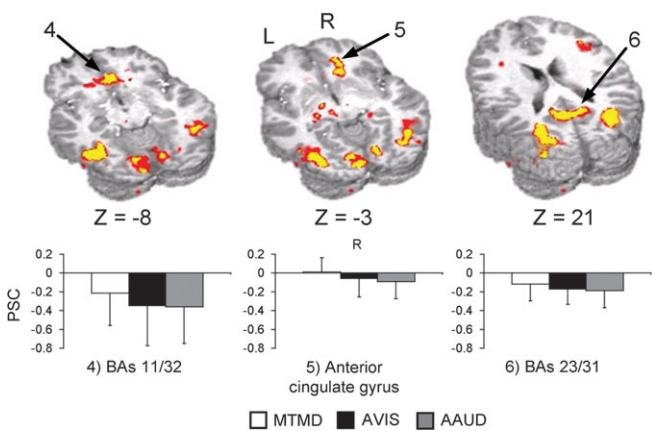 4
L
R
5
6
Z = -8
Z = -3
Z = 21
R
PSC
0.2
0
-0.2
-0.4
-0.6
-0.8
0.2
0
-0.2
-0.4
-0.6
-0.8
0.2
0
-0.2
-0.4
-0.6
-0.8
4) BAs 11/32
5) Anterior
cingulate gyrus
6) BAs 23/31
MTMD AVIS AAUD